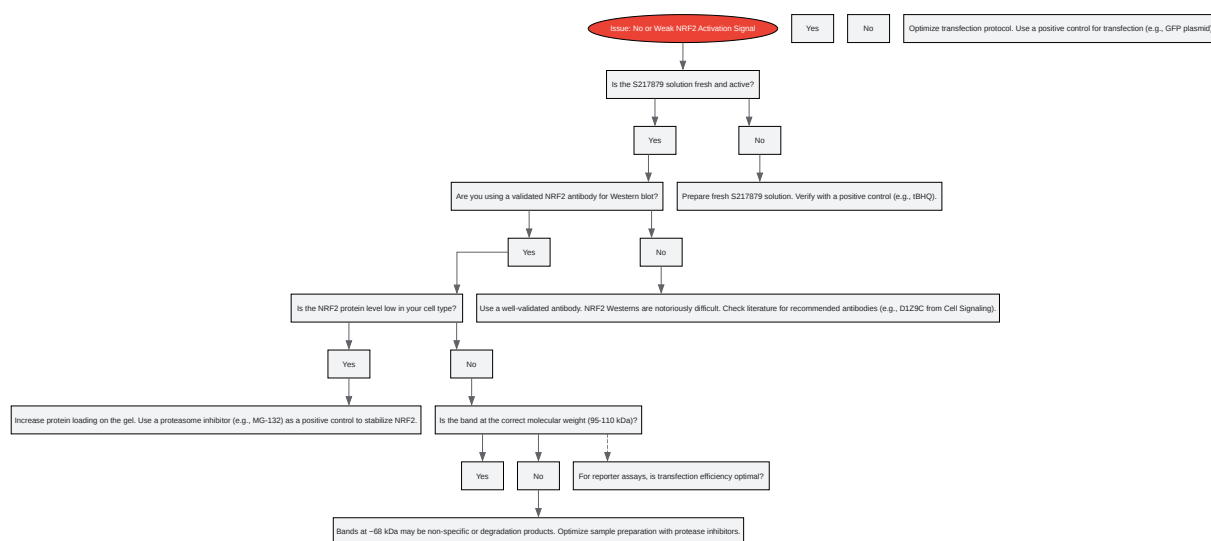 Issue: No or Weak NRF2 Activation Signal
Yes
No
Optimize transfection protocol. Use a positive control for transfection (e.g., GFP plasmid)
Is the S217879 solution fresh and active?
Yes
No
Are you using a validated NRF2 antibody for Western blot?
Prepare fresh S217879 solution. Verify with a positive control (e.g., tBHQ).
Yes
No
Is the NRF2 protein level low in your cell type?
Use a well-validated antibody. NRF2 Westerns are notoriously difficult. Check literature for recommended antibodies (e.g., D1Z9C from Cell Signaling).
Yes
No
Increase protein loading on the gel. Use a proteasome inhibitor (e.g., MG-132) as a positive control to stabilize NRF2.
Is the band at the correct molecular weight (95-110 kDa)?
Yes
No
For reporter assays, is transfection efficiency optimal?
Bands at ~68 kDa may be non-specific or degradation products. Optimize sample preparation with protease inhibitors.